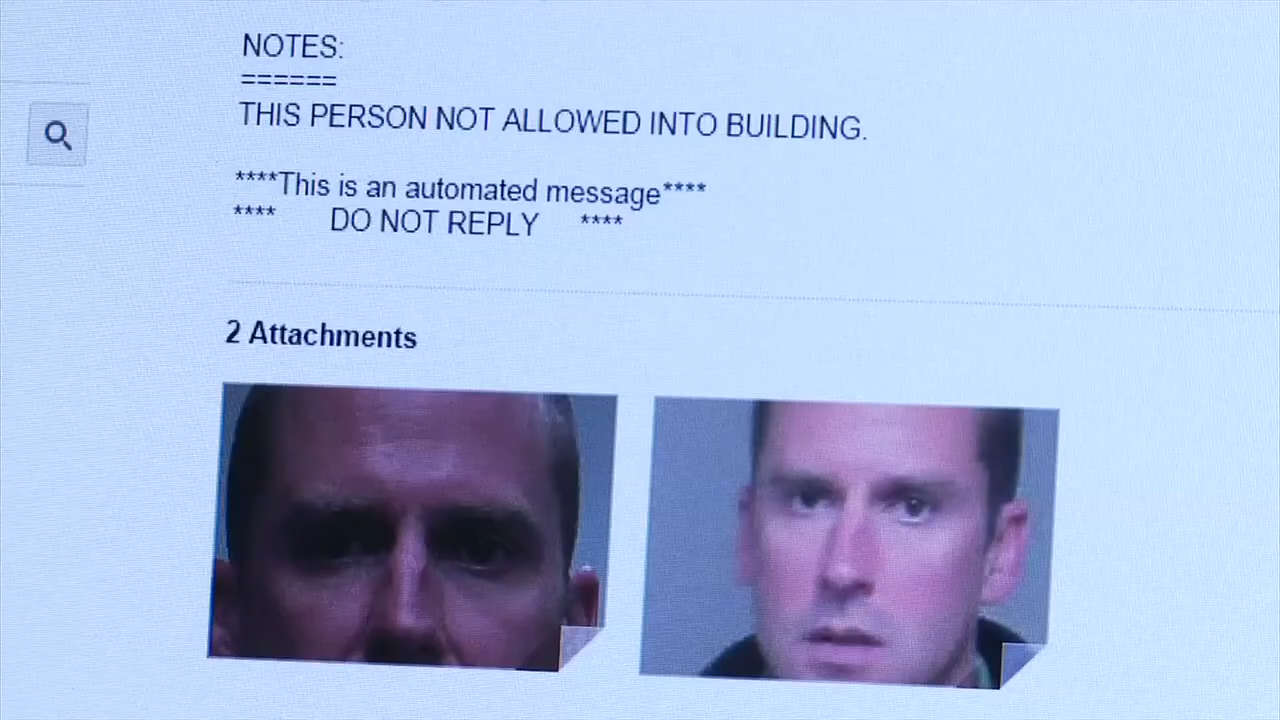 NOTES:
======
THIS PERSON NOT ALLOWED INTO BUILDING.
****This is an automated message****
**** DO NOT REPLY ****
2 Attachments